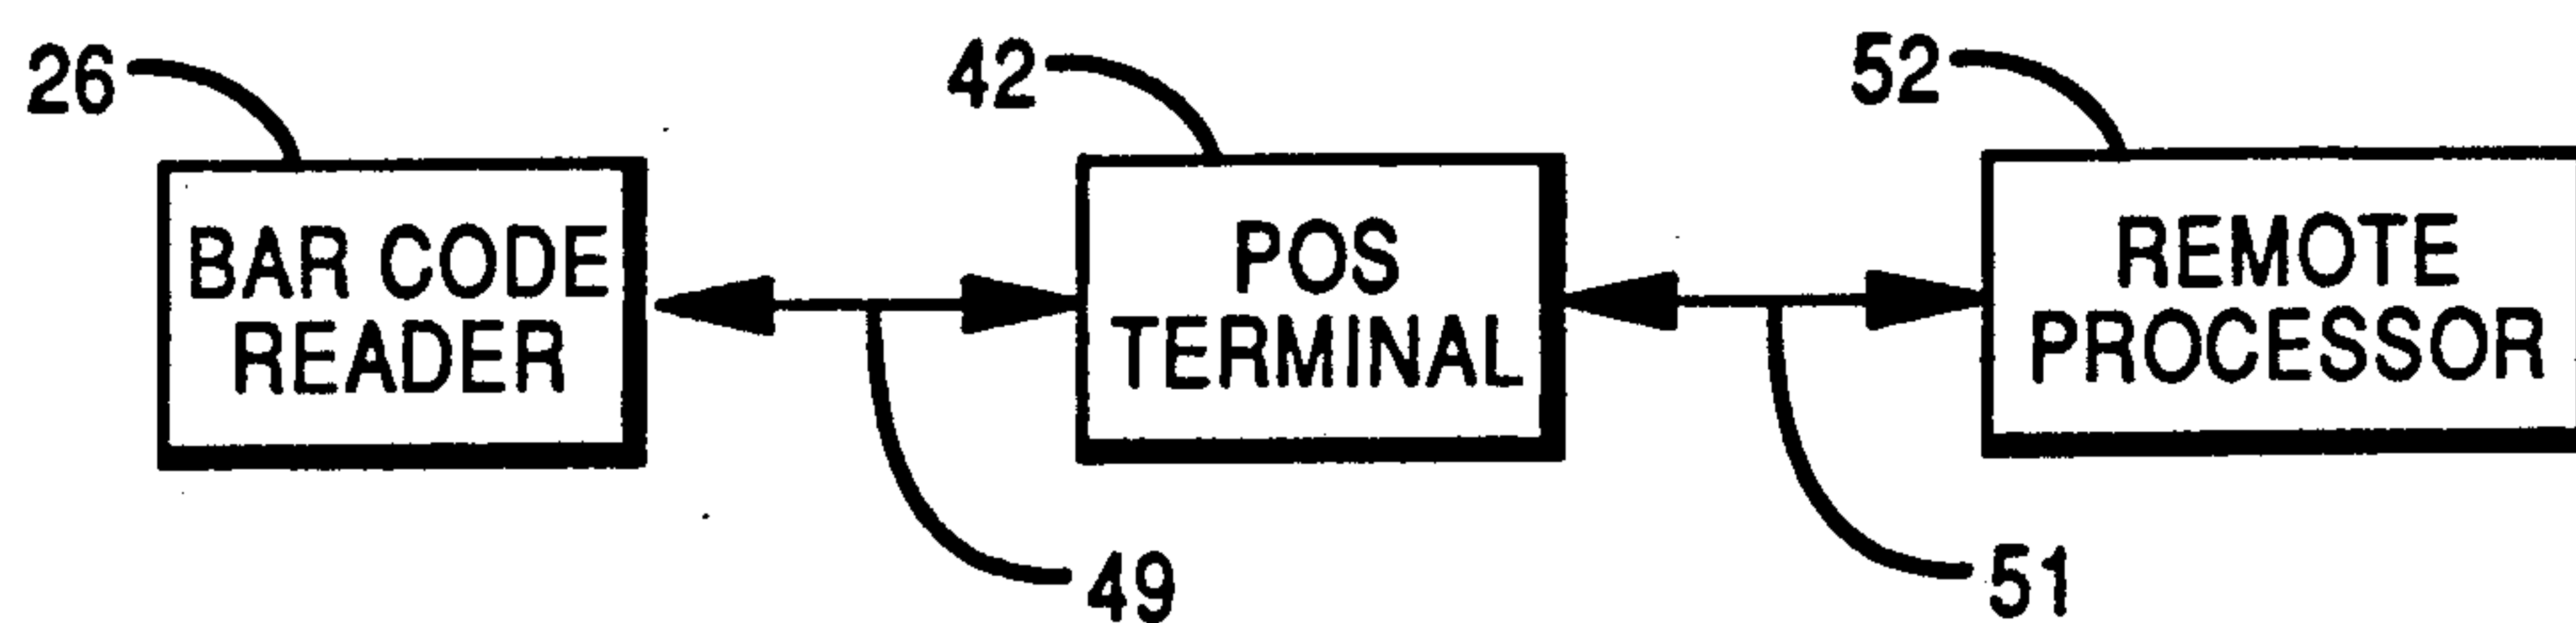 26
42
52
BAR CODE
READER
POS
TERMINAL
REMOTE
PROCESSOR
49
51